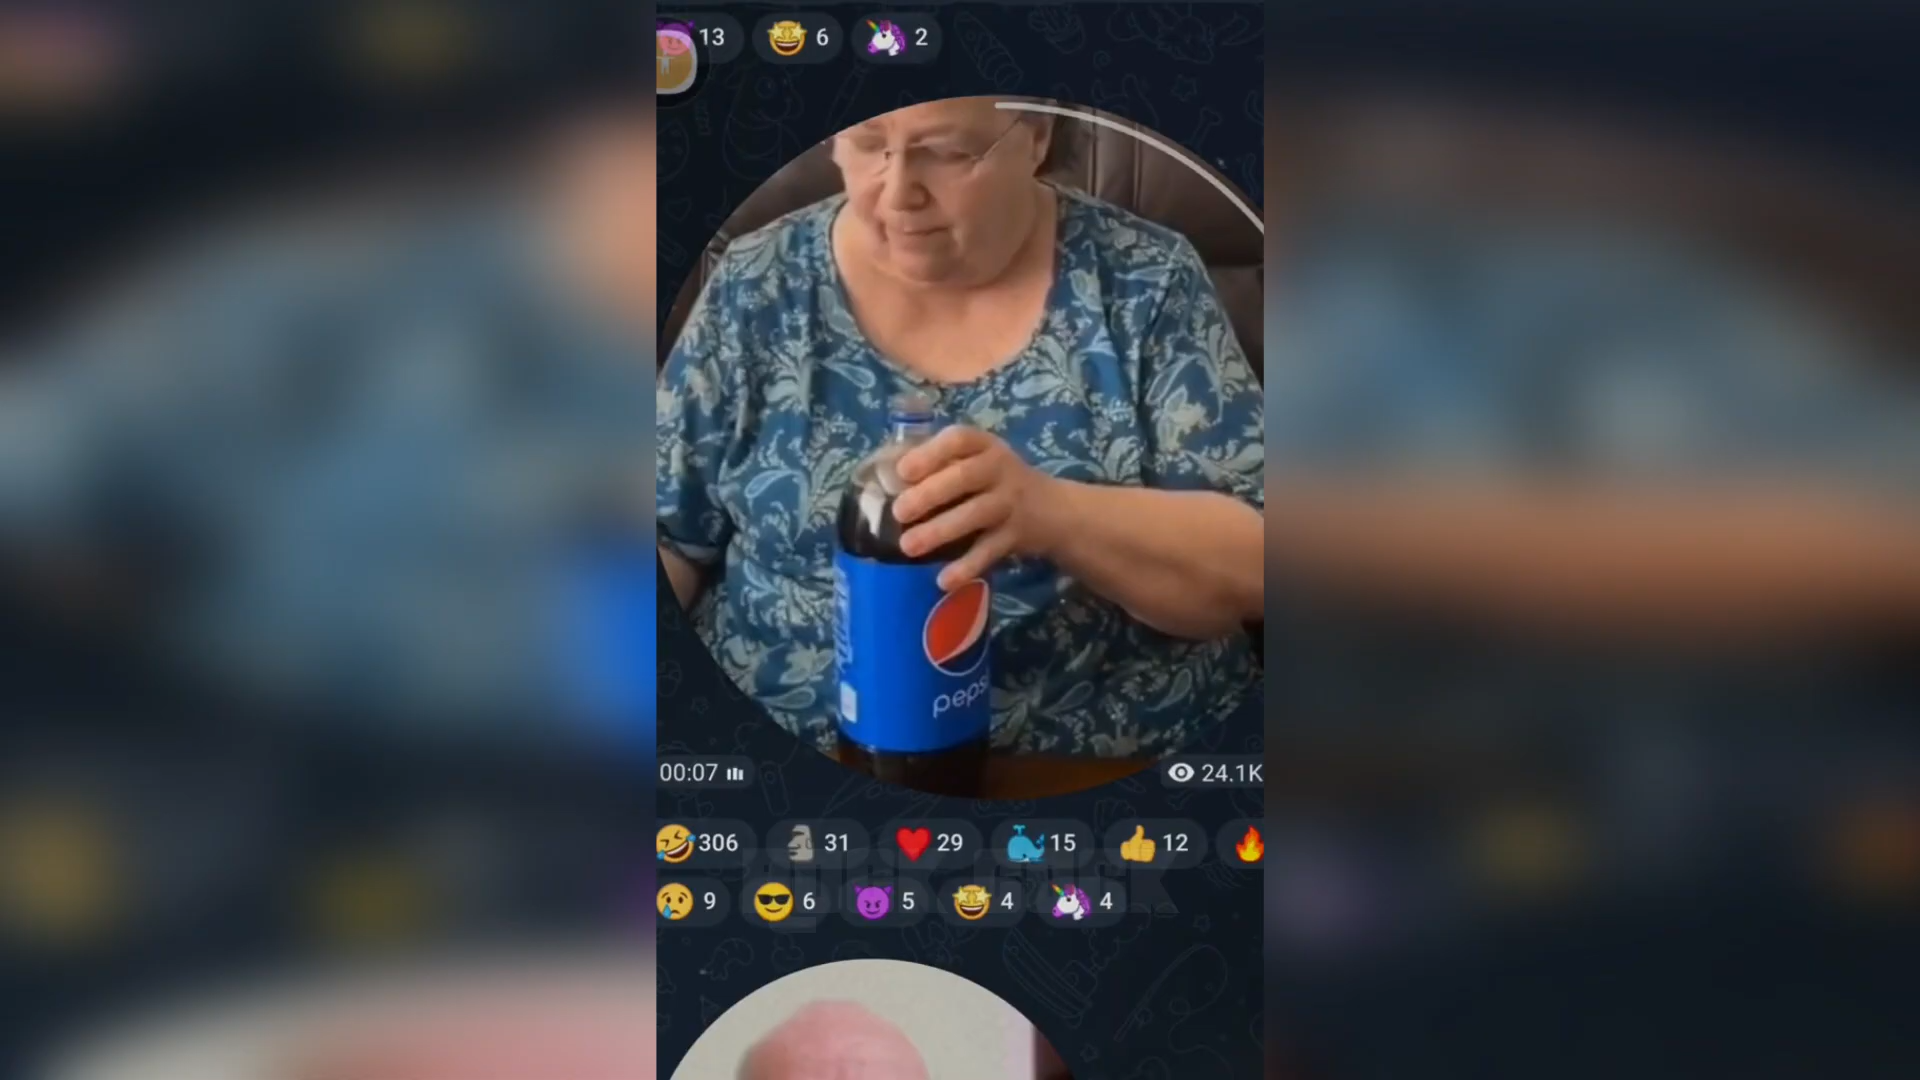 13 6 2
pepsi
00:07 24.1K
306 31 29 15 12
9 6 5 4 4